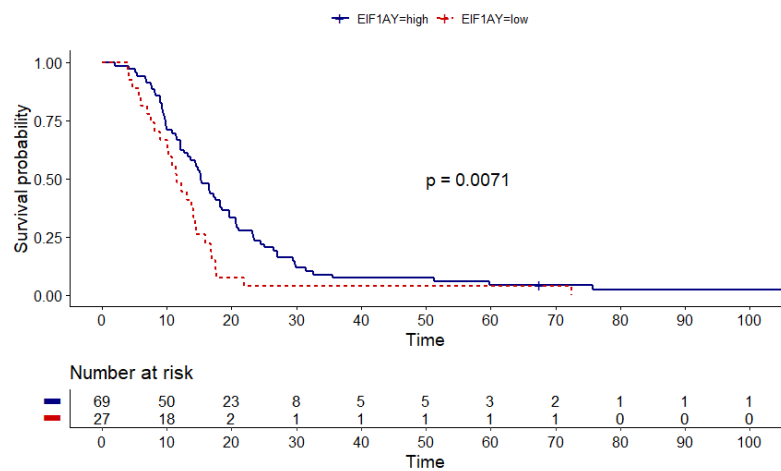 EIF1AY=high EIF1AY=low
1.00
0.75
0.50
0.25
0.00
Survival probability
p = 0.0071
0 10 20 30 40 50 60 70 80 90 100
Time
Number at risk
69 50 23 8 5 5 3 2 1 1 1
27 18 2 1 1 1 1 1 0 0 0
0 10 20 30 40 50 60 70 80 90 100
Time